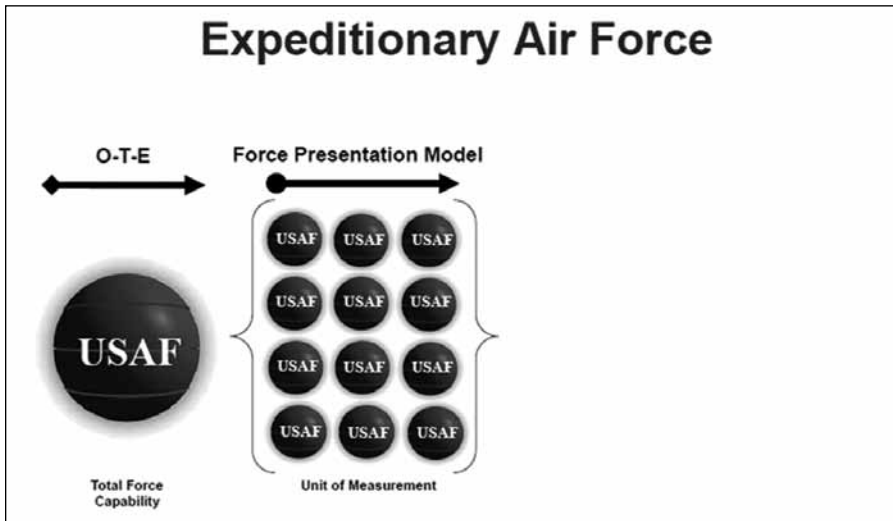 Expeditionary Air Force
O-T-E
Force Presentation Model
USAF USAF USAF
USAF USAF USAF
USAF
USAF USAF USAF
USAF USAF USAF
Total Force
Capability
Unit of Measurement